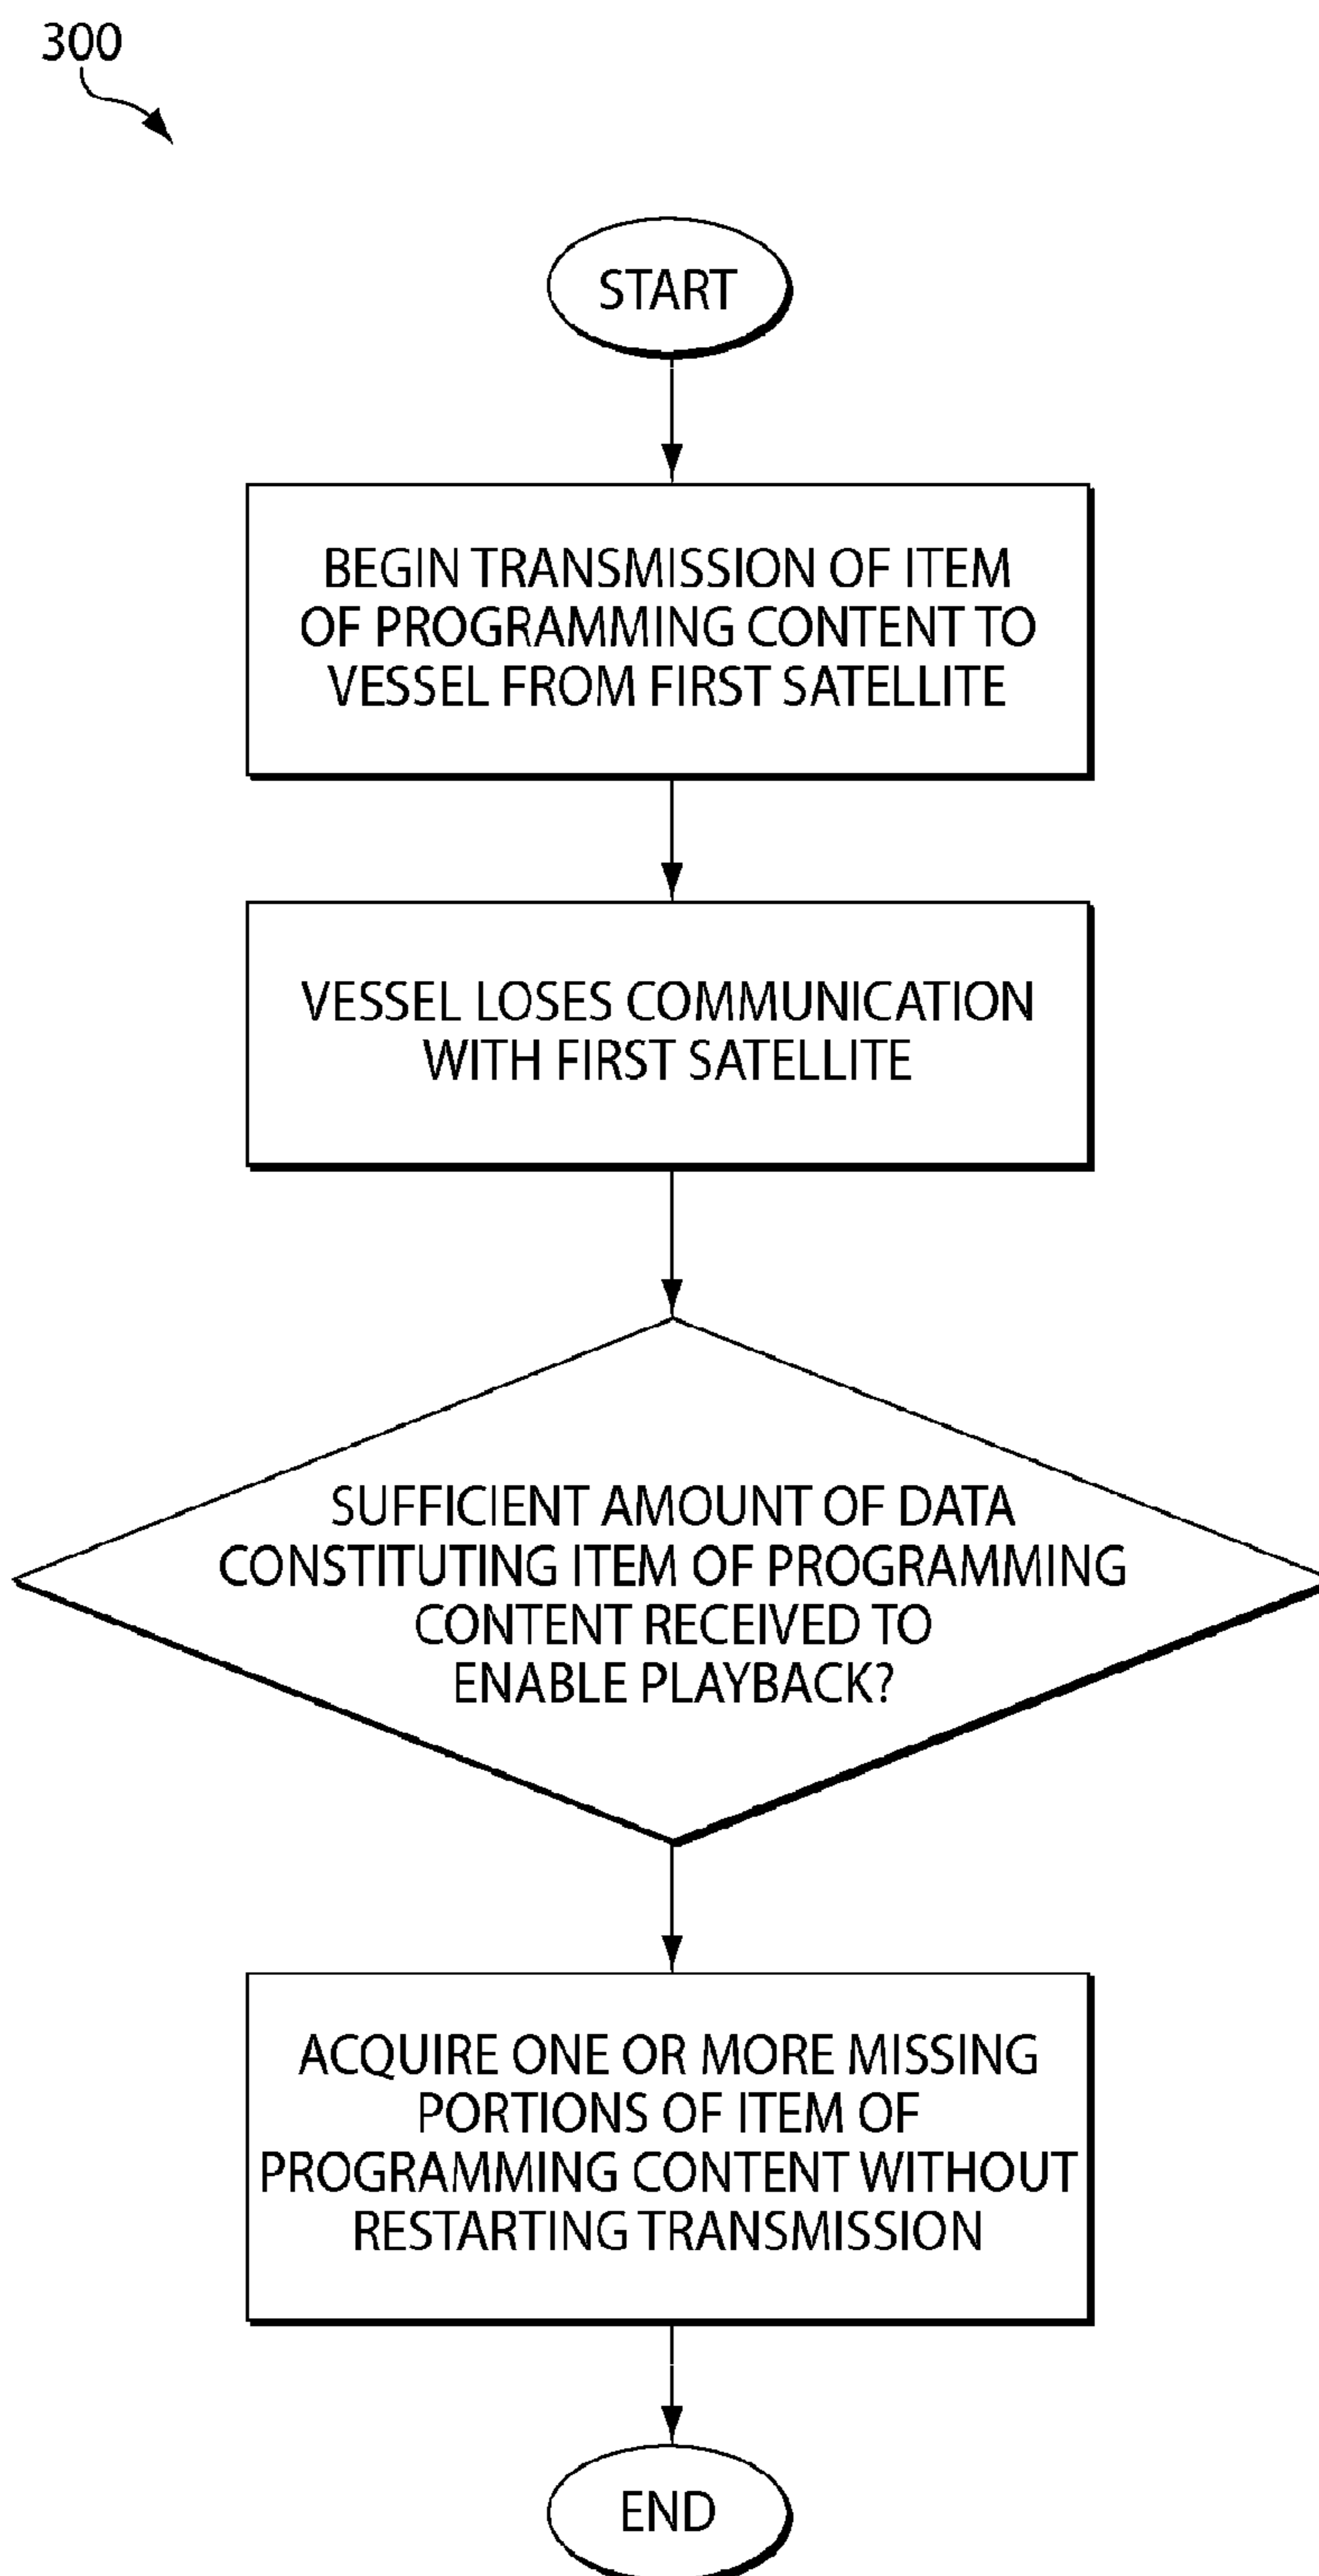 300
START
BEGIN TRANSMISSION OF ITEM
OF PROGRAMMING CONTENT TO
VESSEL FROM FIRST SATELLITE
VESSEL LOSES COMMUNICATION
WITH FIRST SATELLITE
SUFFICIENT AMOUNT OF DATA
CONSTITUTING ITEM OF PROGRAMMING
CONTENT RECEIVED TO
ENABLE PLAYBACK?
ACQUIRE ONE OR MORE MISSING
PORTIONS OF ITEM OF
PROGRAMMING CONTENT WITHOUT
RESTARTING TRANSMISSION
END